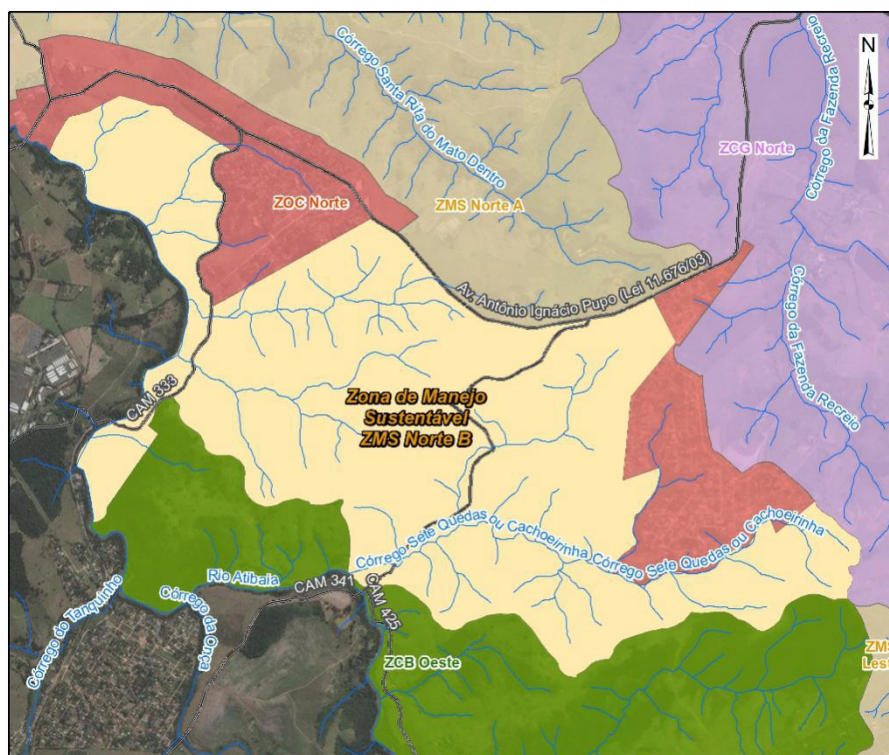 N
Córrego Santa Rita do Mato Dentro
Córrego da Fazenda Recreio
ZCG Norte
ZOC Norte
ZMS Norte A
Av. Antônio Ignácio Pupo (Lei 11.676/03)
Córrego da Fazenda Recreio
CAM 333
Zona de Manejo
Sustentável
ZMS Norte B
Córrego Sete Quedas ou Cachoeirinha
Córrego Sete Quedas ou Cachoeirinha
Rio Atibaia
CAM 341
CAM 425
Córrego do Tanquinho
Córrego da Onça
ZCB Oeste
ZMS
Les